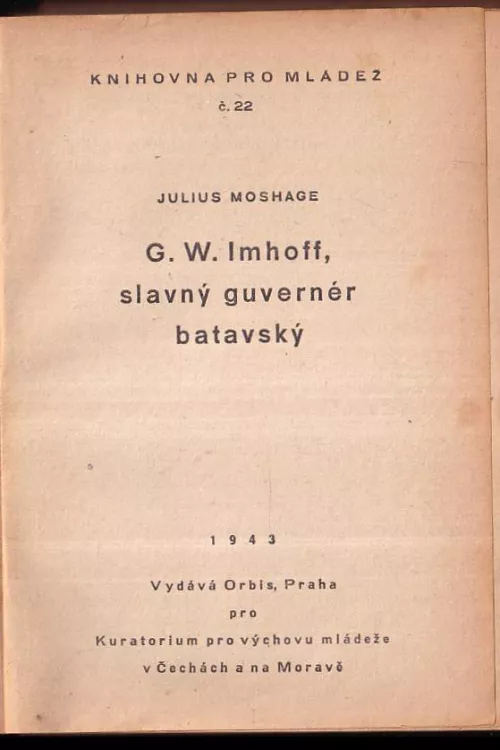 KNIHOVNA PRO MLÁDEŽ
č. 22
JULIUS MOSHAGE
G. W. Imhoff,
slavný guvernér
batavský
1943
Vydává Orbis, Praha
pro
Kuratorium pro výchovu mládeže
v Čechách a na Moravě